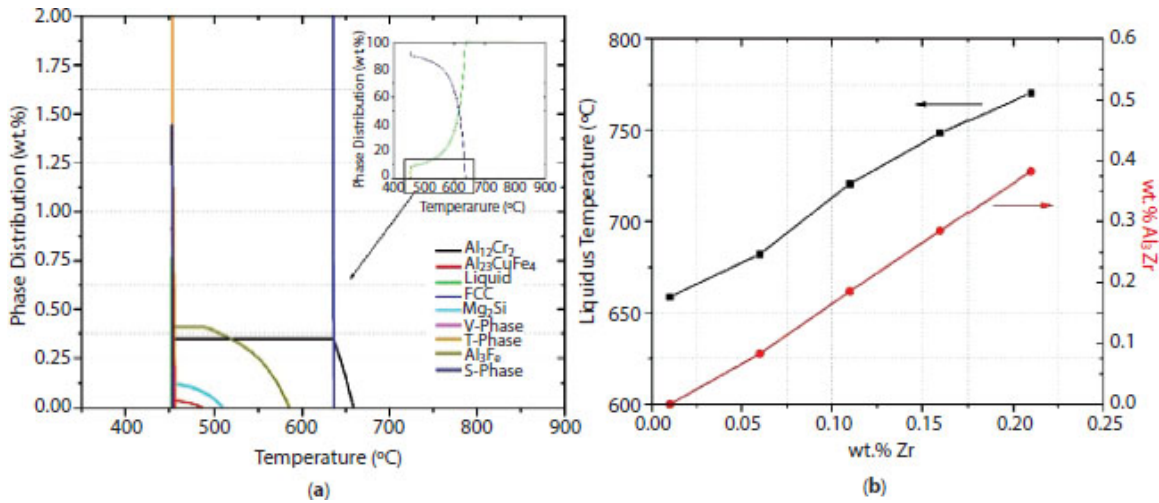 2.00
1.75
1.50
1.25
1.00
0.75
0.50
0.25
0.00
Phase Distribution (wt.%)
400 500 600 700 800 900
Temperature (ºC)
(a)
100
80
60
40
20
0
Phase Distribution (wt.%)
400 500 600 700 800 900
Temperarure (ºC)
Al₁₂Cr₂
Al₂₃CuFe₄
Liquid
FCC
Mg₂Si
V-Phase
T-Phase
Al₃Fe
S-Phase
800
750
700
650
600
Liquidus Temperature (ºC)
0.6
0.5
0.4
0.3
0.2
0.1
0.0
wt.% Al₃Zr
0.00 0.05 0.10 0.15 0.20 0.25
wt.% Zr
(b)